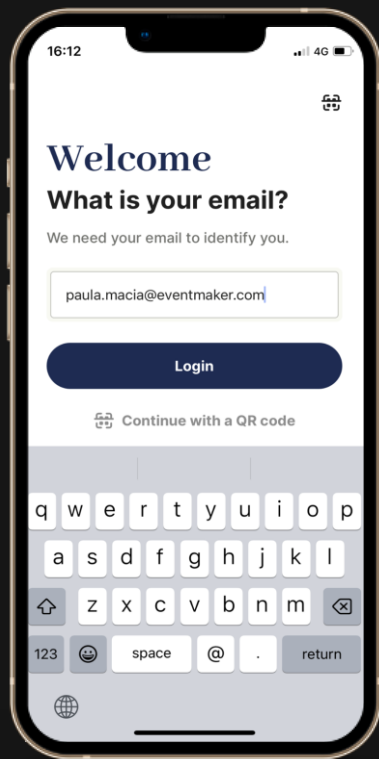 16:12
4G
Welcome
What is your email?
We need your email to identify you.
paula.macia@eventmaker.com
Login
Continue with a QR code
q w e r t y u i o p
a s d f g h j k l
z x c v b n m
123 space @ . return